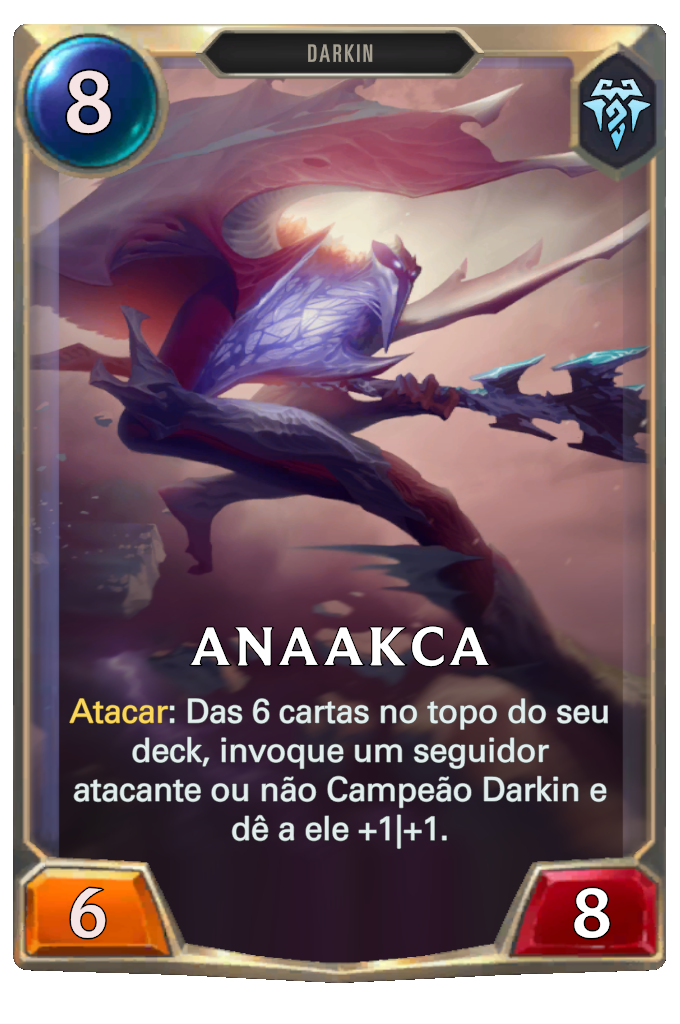 DARKIN
8
ANAAKCA
Atacar: Das 6 cartas no topo do seu
deck, invoque um seguidor
atacante ou não Campeão Darkin e
dê a ele +1|+1.
6
8